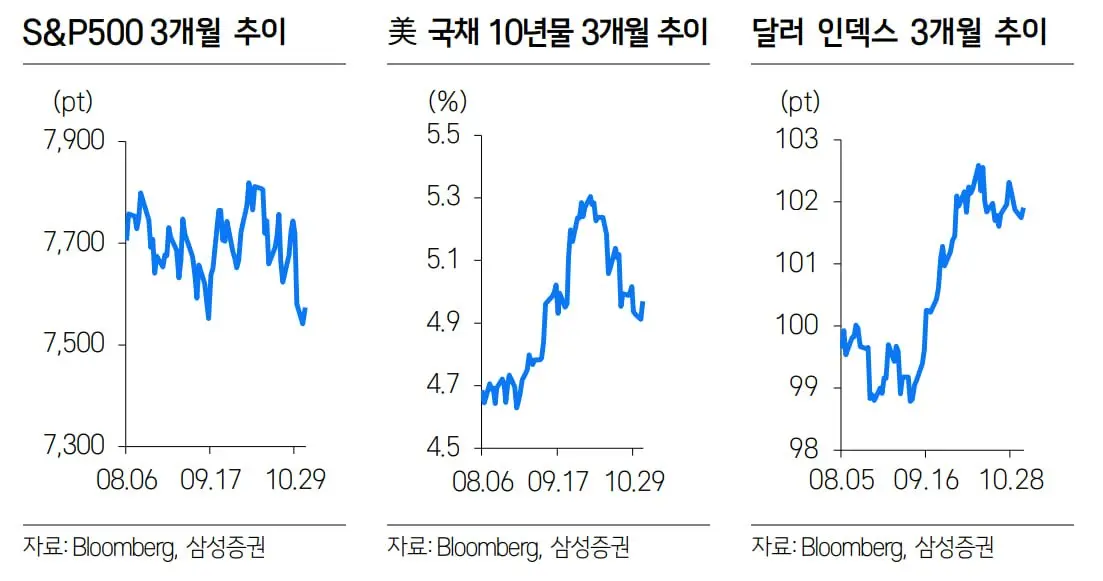 S&P500 3개월 추이
(pt)
7,900
7,700
7,500
7,300
08.06 09.17 10.29
자료: Bloomberg, 삼성증권
美 국채 10년물 3개월 추이
(%)
5.5
5.3
5.1
4.9
4.7
4.5
08.06 09.17 10.29
자료: Bloomberg, 삼성증권
달러 인덱스 3개월 추이
(pt)
103
102
101
100
99
98
08.05 09.16 10.28
자료: Bloomberg, 삼성증권